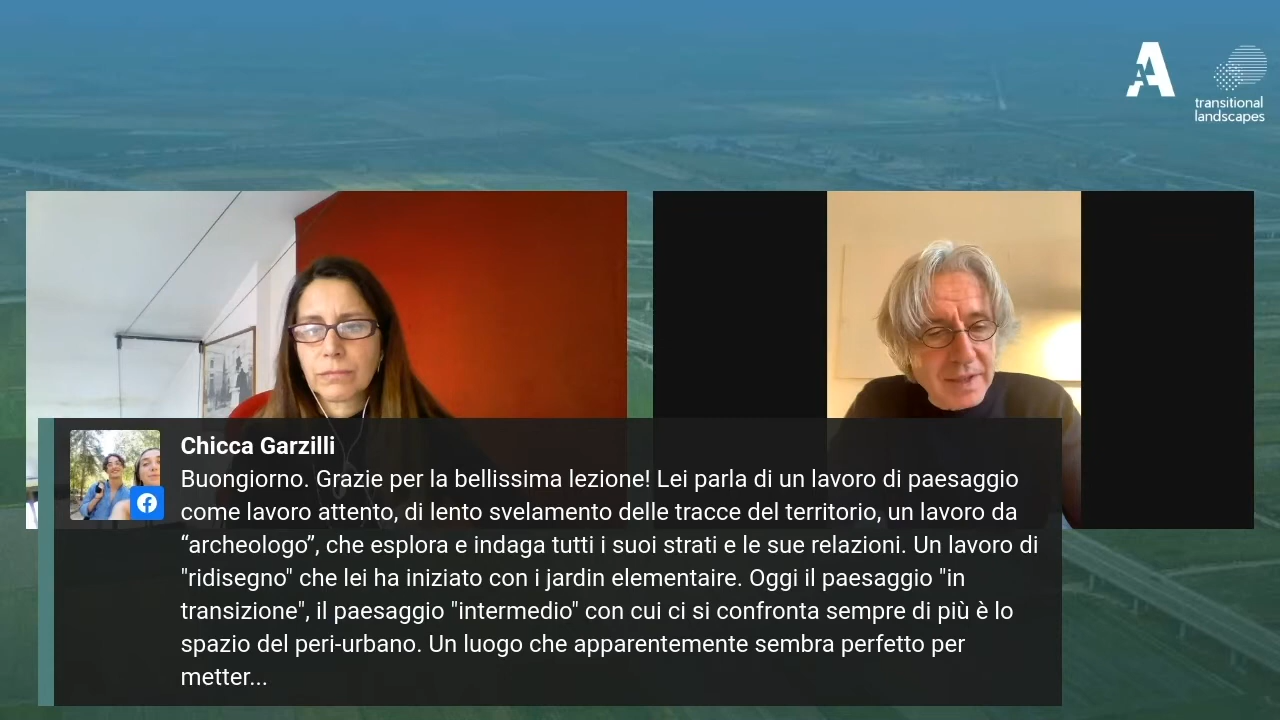 transitional
landscapes
Chicca Garzilli
Buongiorno. Grazie per la bellissima lezione! Lei parla di un lavoro di paesaggio
come lavoro attento, di lento svelamento delle tracce del territorio, un lavoro da
“archeologo”, che esplora e indaga tutti i suoi strati e le sue relazioni. Un lavoro di
"ridisegno" che lei ha iniziato con i jardin elementaire. Oggi il paesaggio "in
transizione", il paesaggio "intermedio" con cui ci si confronta sempre di più è lo
spazio del peri-urbano. Un luogo che apparentemente sembra perfetto per
metter...